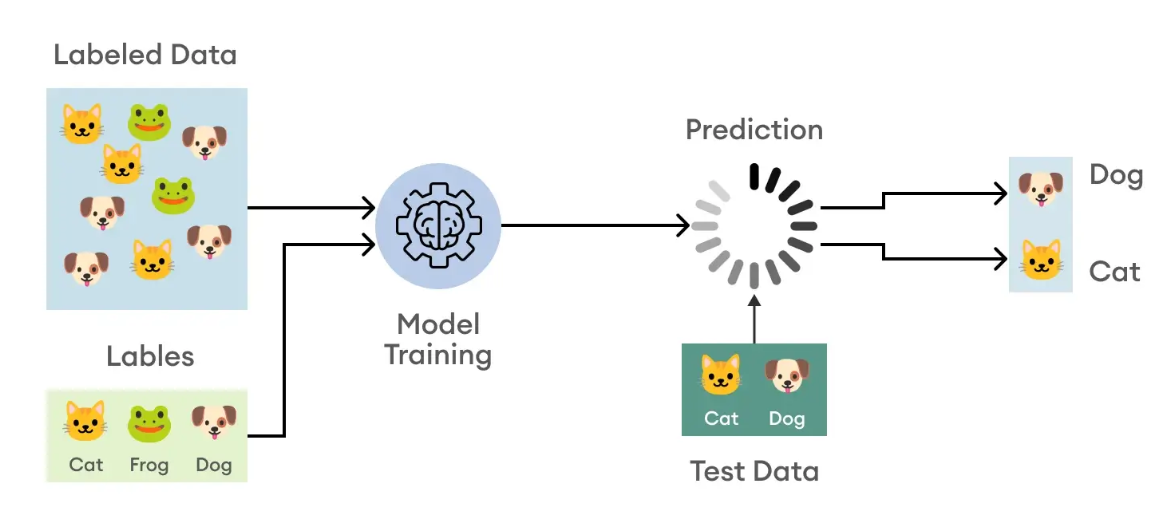 Labeled Data
Lables
Cat Frog Dog
Model
Training
Prediction
Cat Dog
Test Data
Dog
Cat